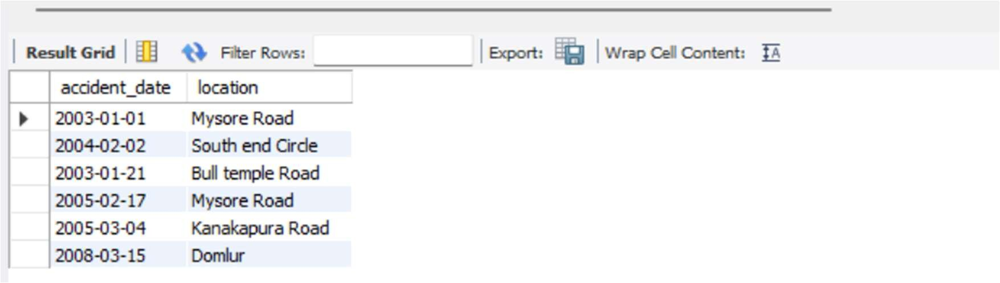 Result Grid Filter Rows: Export: Wrap Cell Content: A
accident_date location
2003-01-01 Mysore Road
2004-02-02 South end Circle
2003-01-21 Bull temple Road
2005-02-17 Mysore Road
2005-03-04 Kanakapura Road
2008-03-15 Domlur